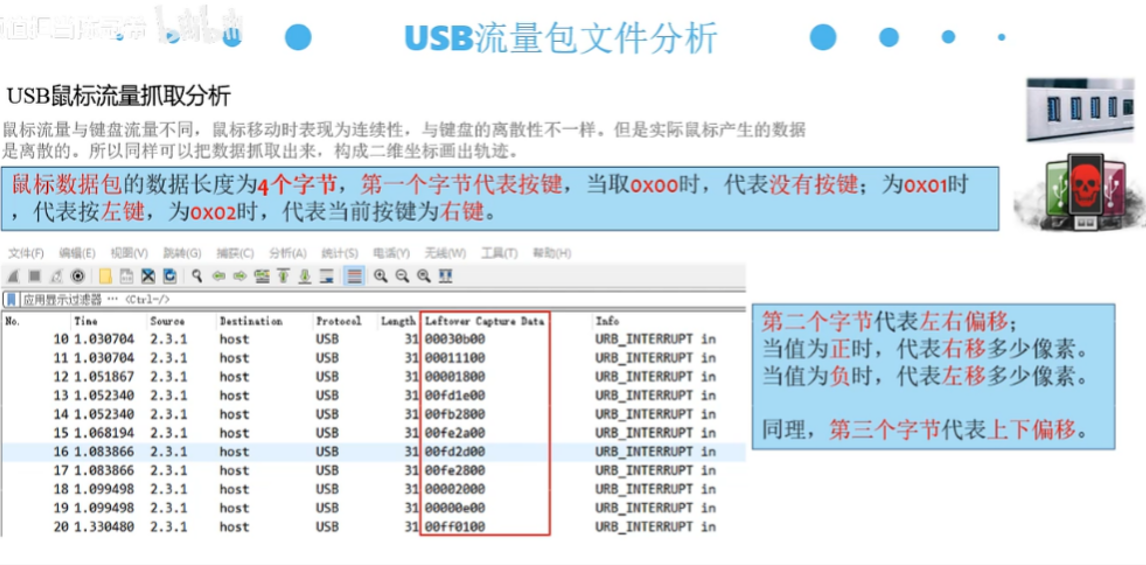 USB流量包文件分析
USB鼠标流量抓取分析
鼠标流量与键盘流量不同，鼠标移动时表现为连续性，与键盘的离散性不一样。但是实际鼠标产生的数据
是离散的。所以同样可以把数据抓取出来，构成二维坐标画出轨迹。
鼠标数据包的数据长度为4个字节，第一个字节代表按键，当取0x00时，代表没有按键；为0x01时
，代表按左键，为0x02时，代表当前按键为右键。
文件(F) 编辑(E) 视图(V) 跳转(G) 捕获(C) 分析(A) 统计(S) 电话(Y) 无线(W) 工具(T) 帮助(H)
应用显示过滤器 … <Ctrl-/>
No. Time Source Destination Protocol Length Leftover Capture Data Info
10 1.030704 2.3.1 host USB 31 00030b00 URB_INTERRUPT in
11 1.030704 2.3.1 host USB 31 00011100 URB_INTERRUPT in
12 1.051867 2.3.1 host USB 31 00001800 URB_INTERRUPT in
13 1.052340 2.3.1 host USB 31 00fd1e00 URB_INTERRUPT in
14 1.052340 2.3.1 host USB 31 00fb2800 URB_INTERRUPT in
15 1.068194 2.3.1 host USB 31 00fe2a00 URB_INTERRUPT in
16 1.083866 2.3.1 host USB 31 00fd2d00 URB_INTERRUPT in
17 1.083866 2.3.1 host USB 31 00fe2800 URB_INTERRUPT in
18 1.099498 2.3.1 host USB 31 00002000 URB_INTERRUPT in
19 1.099498 2.3.1 host USB 31 00000e00 URB_INTERRUPT in
20 1.330480 2.3.1 host USB 31 00ff0100 URB_INTERRUPT in
第二个字节代表左右偏移；
当值为正时，代表右移多少像素。
当值为负时，代表左移多少像素。
同理，第三个字节代表上下偏移。